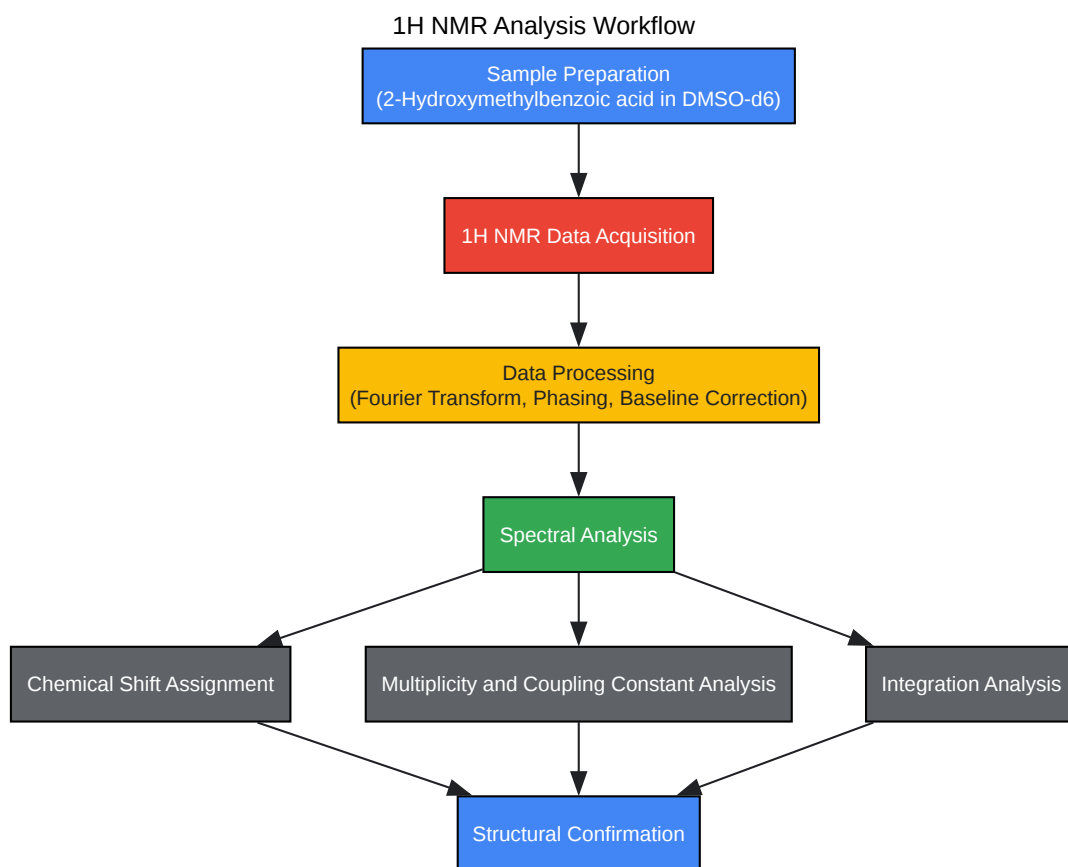 1H NMR Analysis Workflow
Sample Preparation
(2-Hydroxymethylbenzoic acid in DMSO-d6)
1H NMR Data Acquisition
Data Processing
(Fourier Transform, Phasing, Baseline Correction)
Spectral Analysis
Chemical Shift Assignment
Multiplicity and Coupling Constant Analysis
Integration Analysis
Structural Confirmation